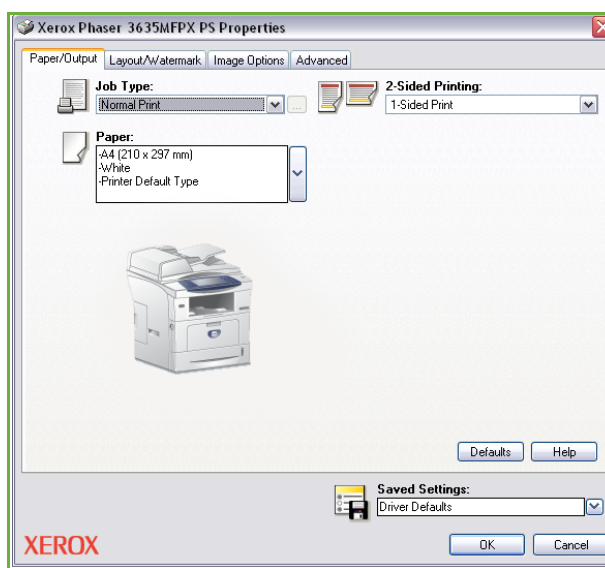 Xerox Phaser 3635MFPX PS Properties
Paper/Output Layout/Watermark Image Options Advanced
Job Type:
Normal Print
...
2-Sided Printing:
1-Sided Print
Paper:
-A4 (210 x 297 mm)
-White
-Printer Default Type
Defaults Help
Saved Settings:
Driver Defaults
XEROX
OK Cancel